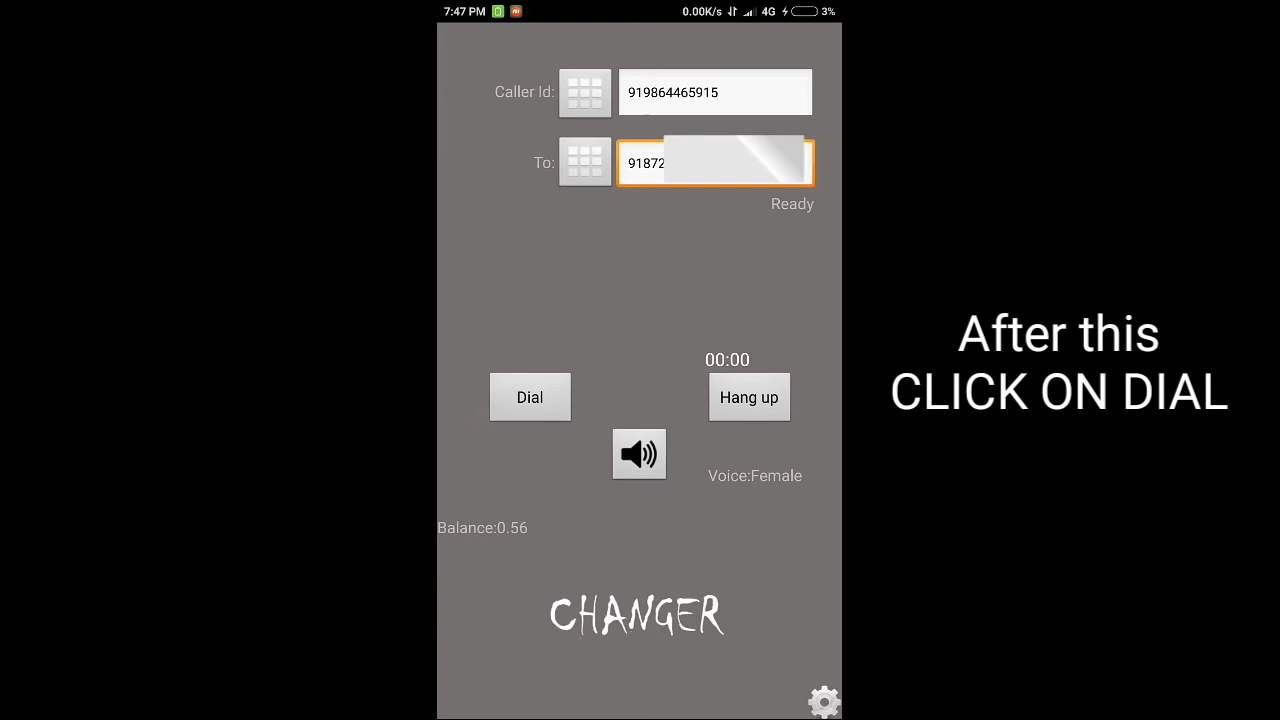 7:47 PM 0.00K/s 4G 3%
Caller Id: 919864465915
To: 91872
Ready
00:00
Dial Hang up
Voice:Female
Balance:0.56
CHANGER
After this
CLICK ON DIAL